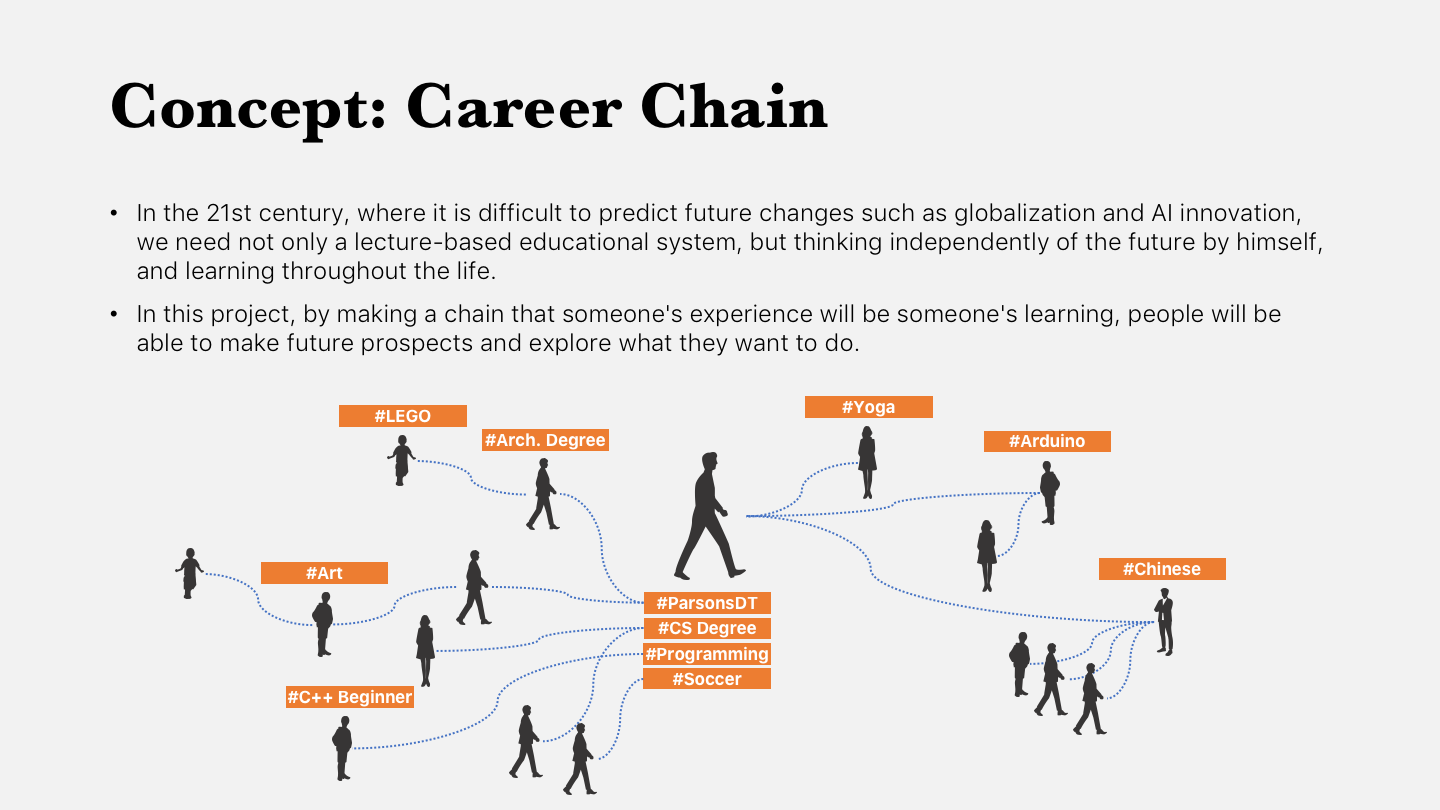 Concept: Career Chain
• In the 21st century, where it is difficult to predict future changes such as globalization and AI innovation,
we need not only a lecture-based educational system, but thinking independently of the future by himself,
and learning throughout the life.
• In this project, by making a chain that someone's experience will be someone's learning, people will be
able to make future prospects and explore what they want to do.
#LEGO
#Arch. Degree
#Yoga
#Arduino
#Art
#Chinese
#ParsonsDT
#CS Degree
#Programming
#Soccer
#C++ Beginner